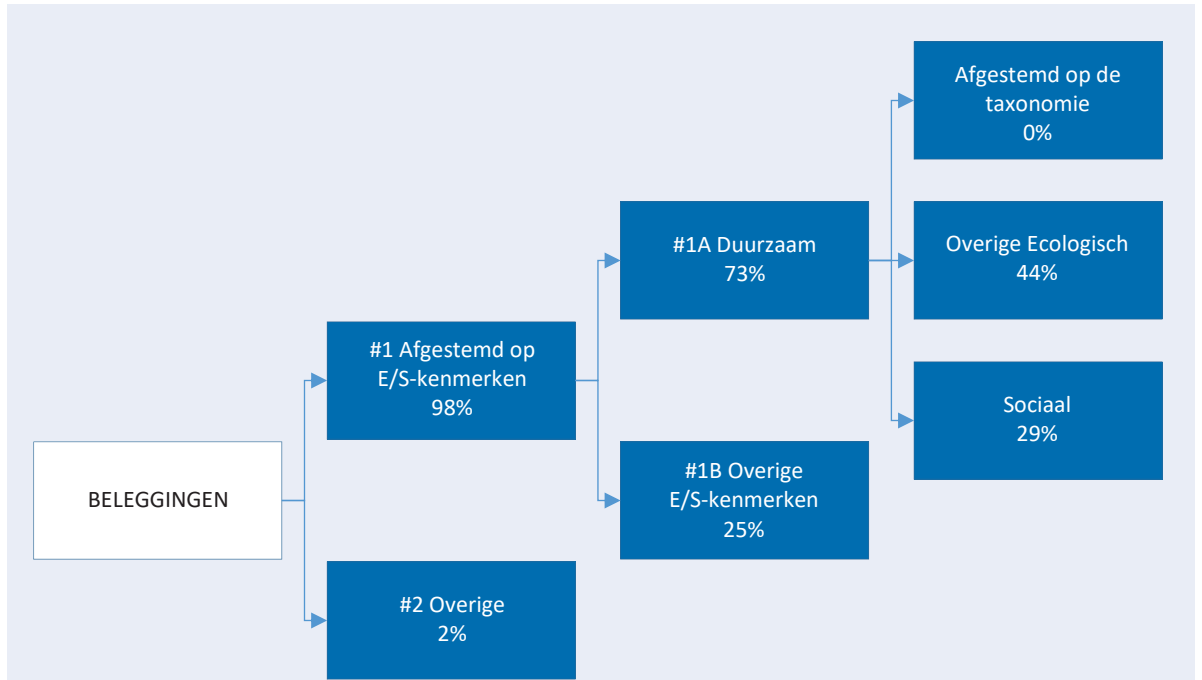 BELEGGINGEN
#1 Afgestemd op
E/S-kenmerken
98%
#2 Overige
2%
#1A Duurzaam
73%
#1B Overige
E/S-kenmerken
25%
Afgestemd op de
taxonomie
0%
Overige Ecologisch
44%
Sociaal
29%